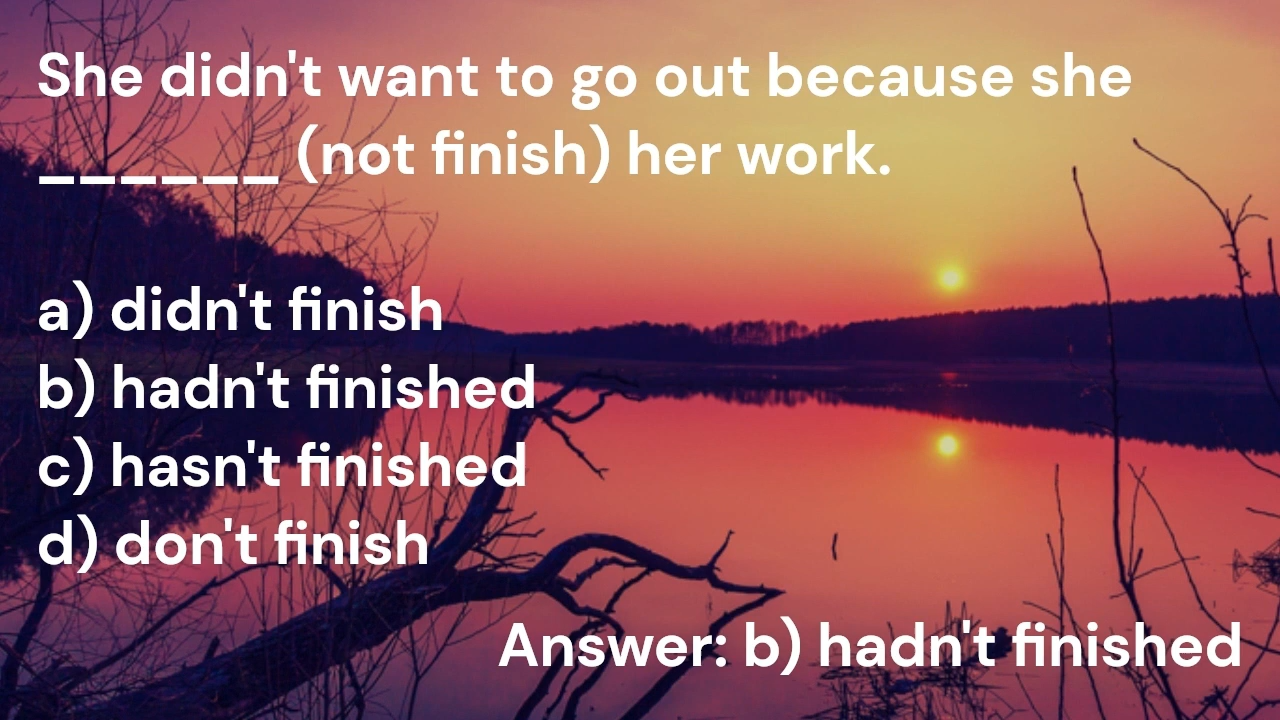 She didn't want to go out because she
______ (not finish) her work.
a) didn't finish
b) hadn't finished
c) hasn't finished
d) don't finish
Answer: b) hadn't finished